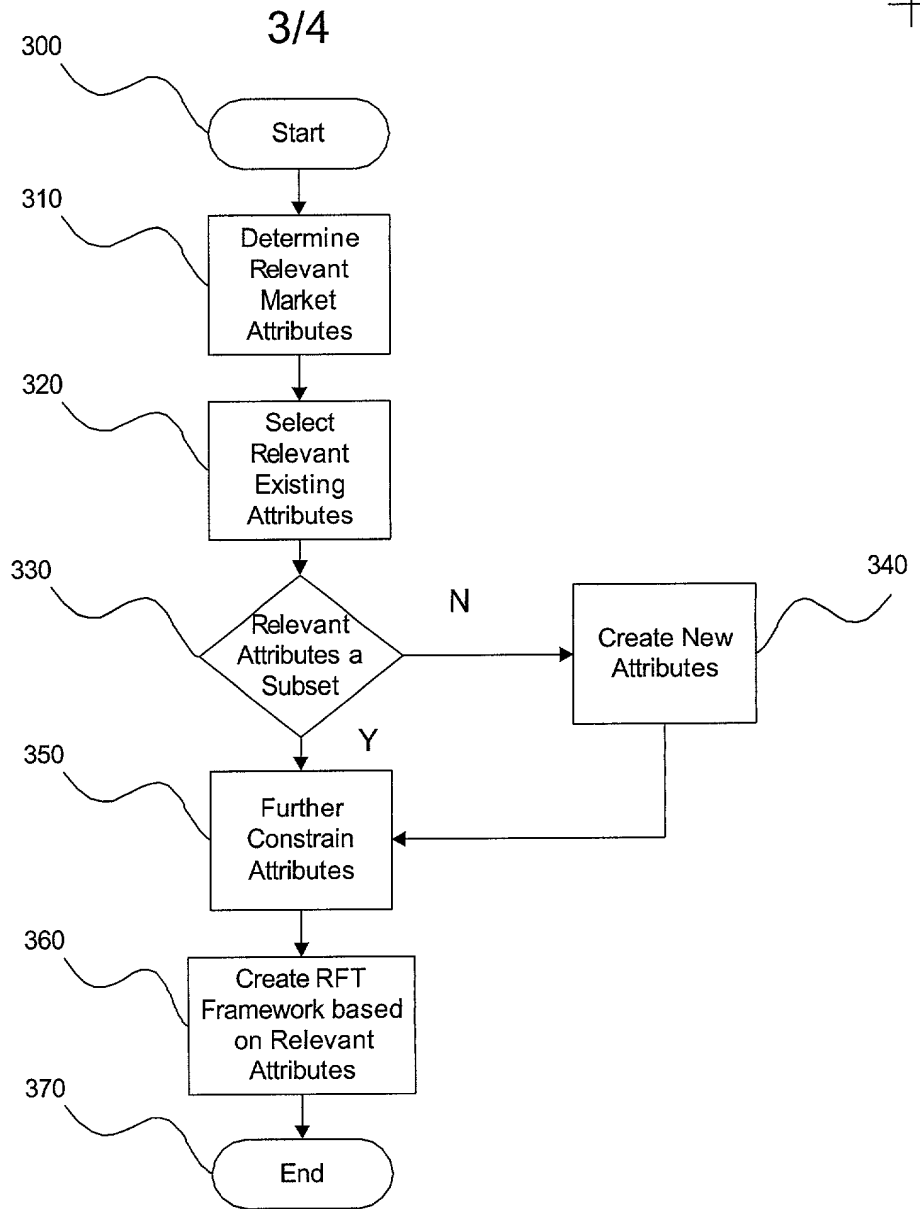 3/4
300
Start
310
Determine
Relevant
Market
Attributes
320
Select
Relevant
Existing
Attributes
330
Relevant
Attributes a
Subset
N
340
Create New
Attributes
Y
350
Further
Constrain
Attributes
360
Create RFT
Framework based
on Relevant
Attributes
370
End